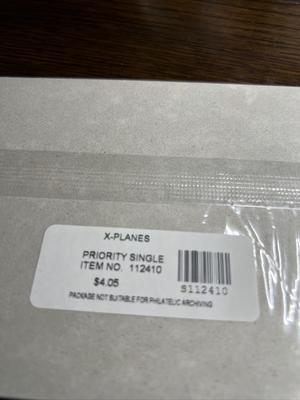 X-PLANES
PRIORITY SINGLE
ITEM NO. 112410
$4.05
S112410
PACKAGE NOT SUITABLE FOR PHILATELIC ARCHIVING